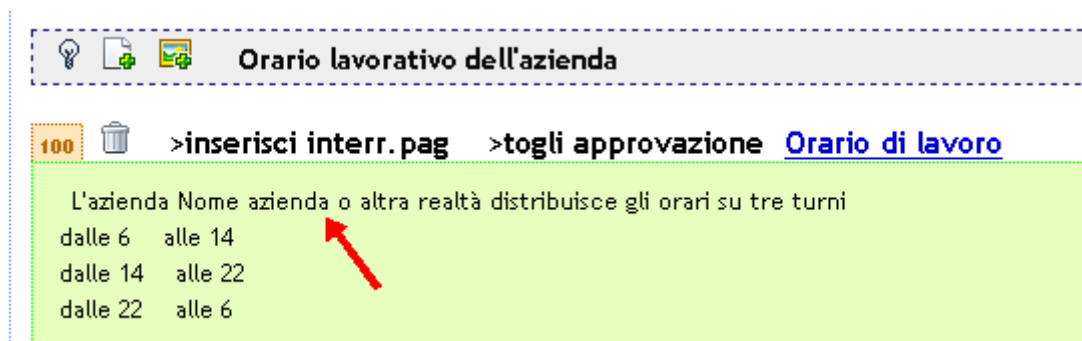 Orario lavorativo dell'azienda
100 >inserisci interr.pag >togli approvazione Orario di lavoro
L'azienda Nome azienda o altra realtà distribuisce gli orari su tre turni
dalle 6 alle 14
dalle 14 alle 22
dalle 22 alle 6